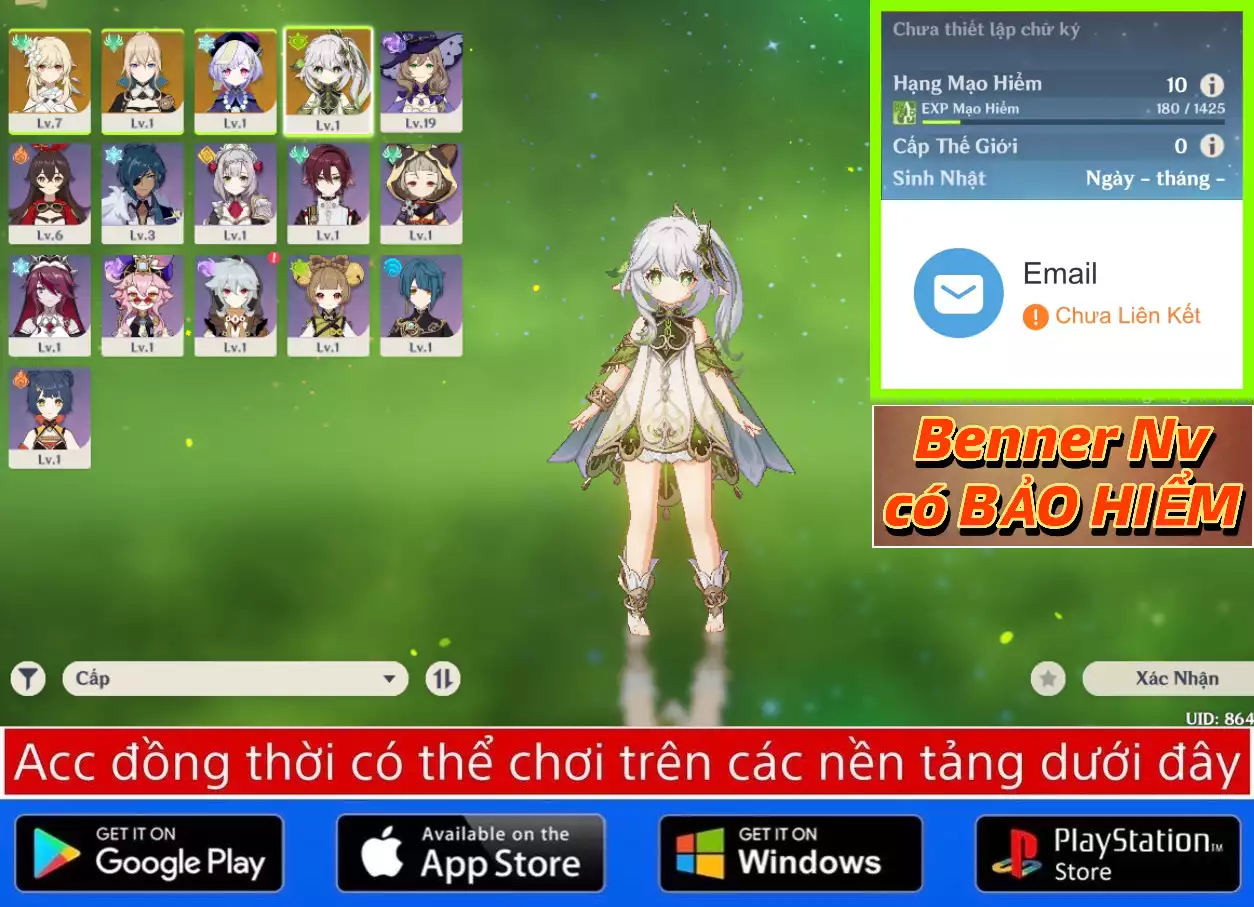 Lv.7
Lv.1
Lv.1
Lv.1
Lv.19
Lv.6
Lv.3
Lv.1
Lv.1
Lv.1
Lv.1
Lv.1
Lv.1
Lv.1
Lv.1
Lv.1
Chưa thiết lập chữ ký
Hạng Mạo Hiểm 10
EXP Mạo Hiểm 180 / 1425
Cấp Thế Giới 0
Sinh Nhật Ngày - tháng -
Email
Chưa Liên Kết
Benner Nv
có BẢO HIỂM
Cấp
Xác Nhận
UID: 864
Acc đồng thời có thể chơi trên các nền tảng dưới đây
GET IT ON
Google Play
Available on the
App Store
GET IT ON
Windows
PlayStation™
Store